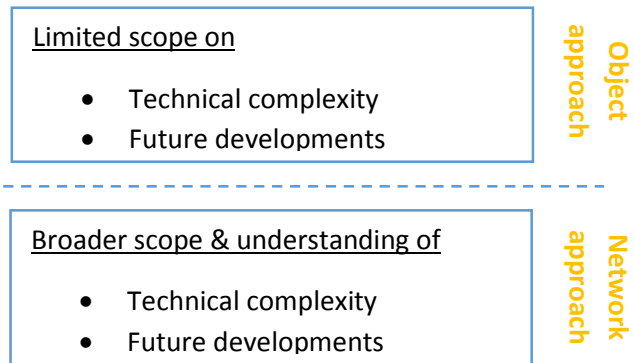 Limited scope on
• Technical complexity
• Future developments
Object
approach
Broader scope & understanding of
• Technical complexity
• Future developments
Network
approach